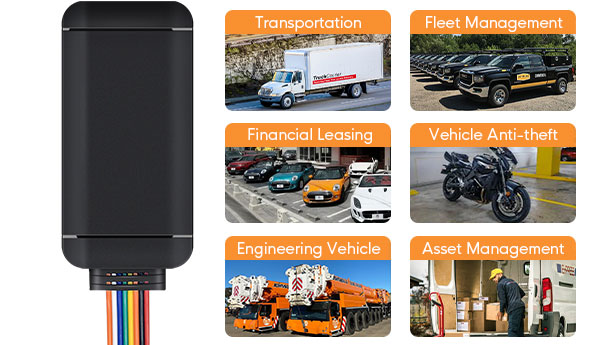 Transportation
Fleet Management
Financial Leasing
Vehicle Anti-theft
Engineering Vehicle
Asset Management